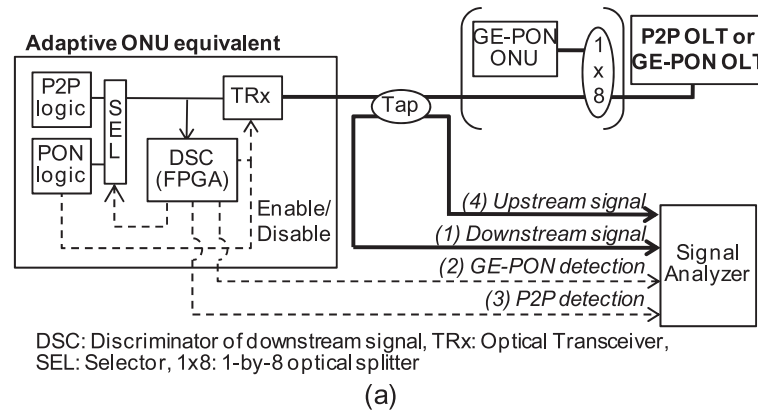 Adaptive ONU equivalent
P2P
logic
PON
logic
SEL
TRx
DSC
(FPGA)
Enable/
Disable
Tap
GE-PON
ONU
1
x
8
P2P OLT or
GE-PON OLT
(4) Upstream signal
(1) Downstream signal
(2) GE-PON detection
(3) P2P detection
Signal
Analyzer
DSC: Discriminator of downstream signal, TRx: Optical Transceiver,
SEL: Selector, 1x8: 1-by-8 optical splitter
(a)